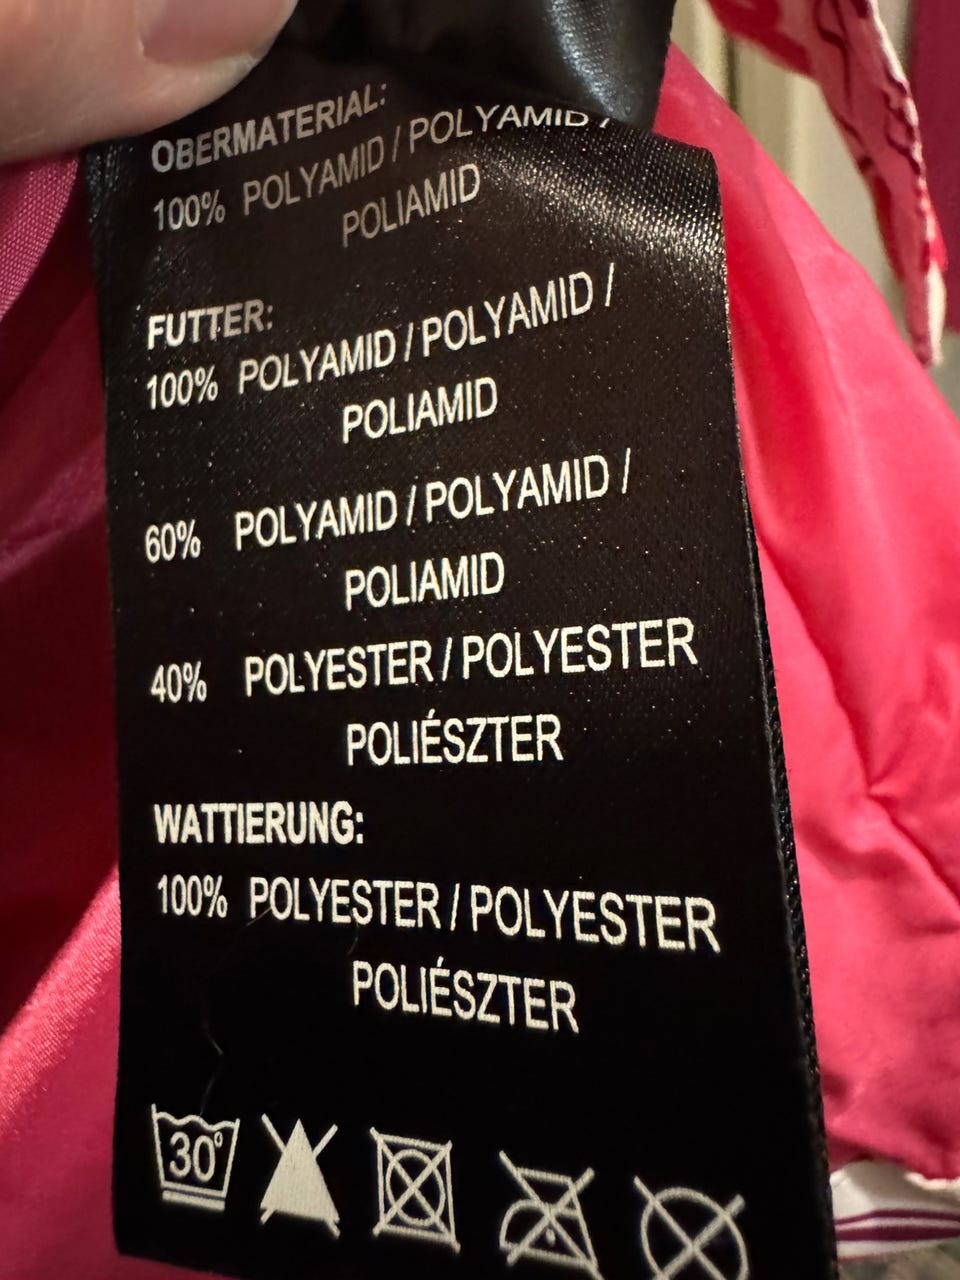 OBERMATERIAL:
100% POLYAMID / POLYAMID /
POLIAMID
FUTTER:
100% POLYAMID / POLYAMID /
POLIAMID
60% POLYAMID / POLYAMID /
POLIAMID
40% POLYESTER / POLYESTER
POLIÉSZTER
WATTIERUNG:
100% POLYESTER / POLYESTER
POLIÉSZTER
30°